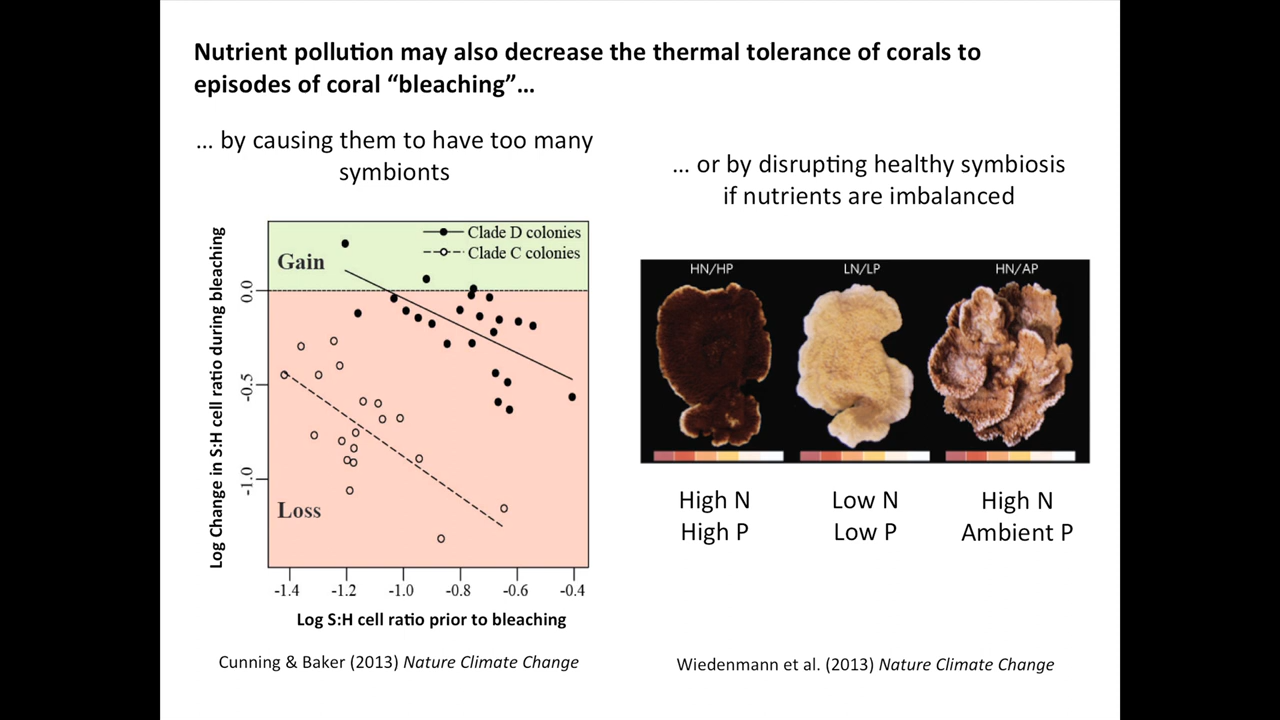 Nutrient pollution may also decrease the thermal tolerance of corals to
episodes of coral “bleaching”…
… by causing them to have too many
symbionts
Log Change in S:H cell ratio during bleaching
Gain
Loss
Clade D colonies
Clade C colonies
0.0
-0.5
-1.0
-1.4 -1.2 -1.0 -0.8 -0.6 -0.4
Log S:H cell ratio prior to bleaching
Cunning & Baker (2013) Nature Climate Change
… or by disrupting healthy symbiosis
if nutrients are imbalanced
HN/HP LN/LP HN/AP
High N Low N High N
High P Low P Ambient P
Wiedenmann et al. (2013) Nature Climate Change